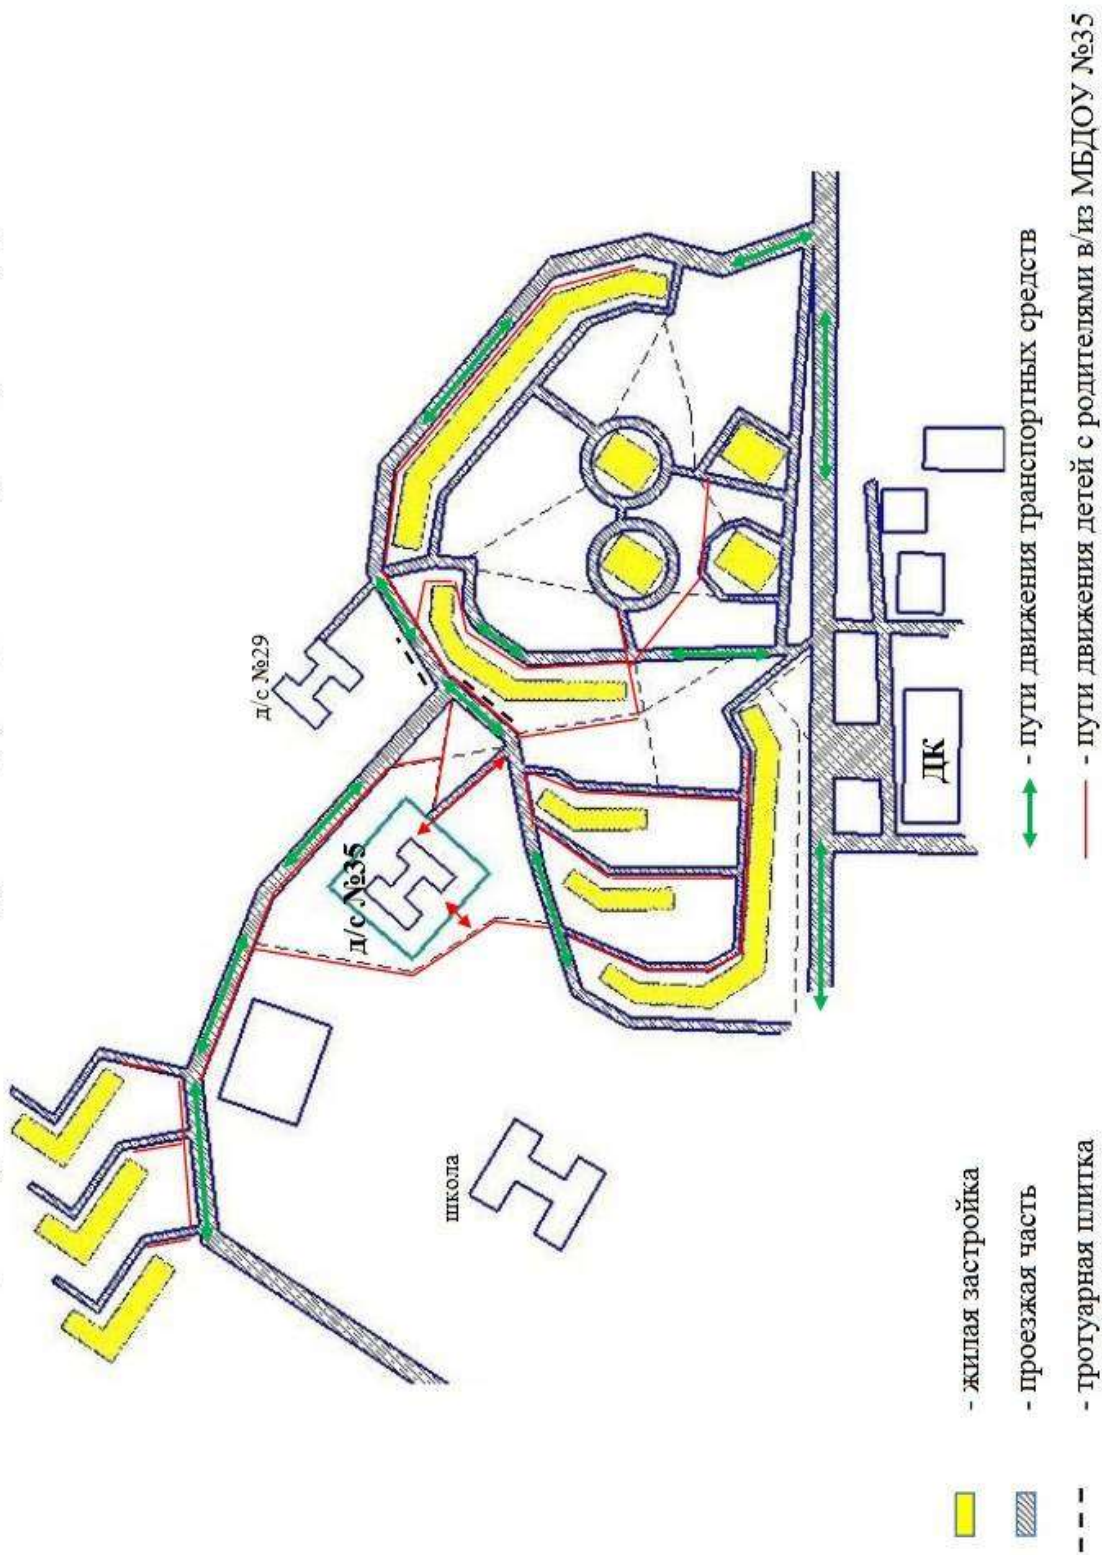 д/с №29
д/с №35
школа
ДК
- жилая застройка
- проезжая часть
- тротуарная плитка
- пути движения транспортных средств
- пути движения детей с родителями в/из МБДОУ №35